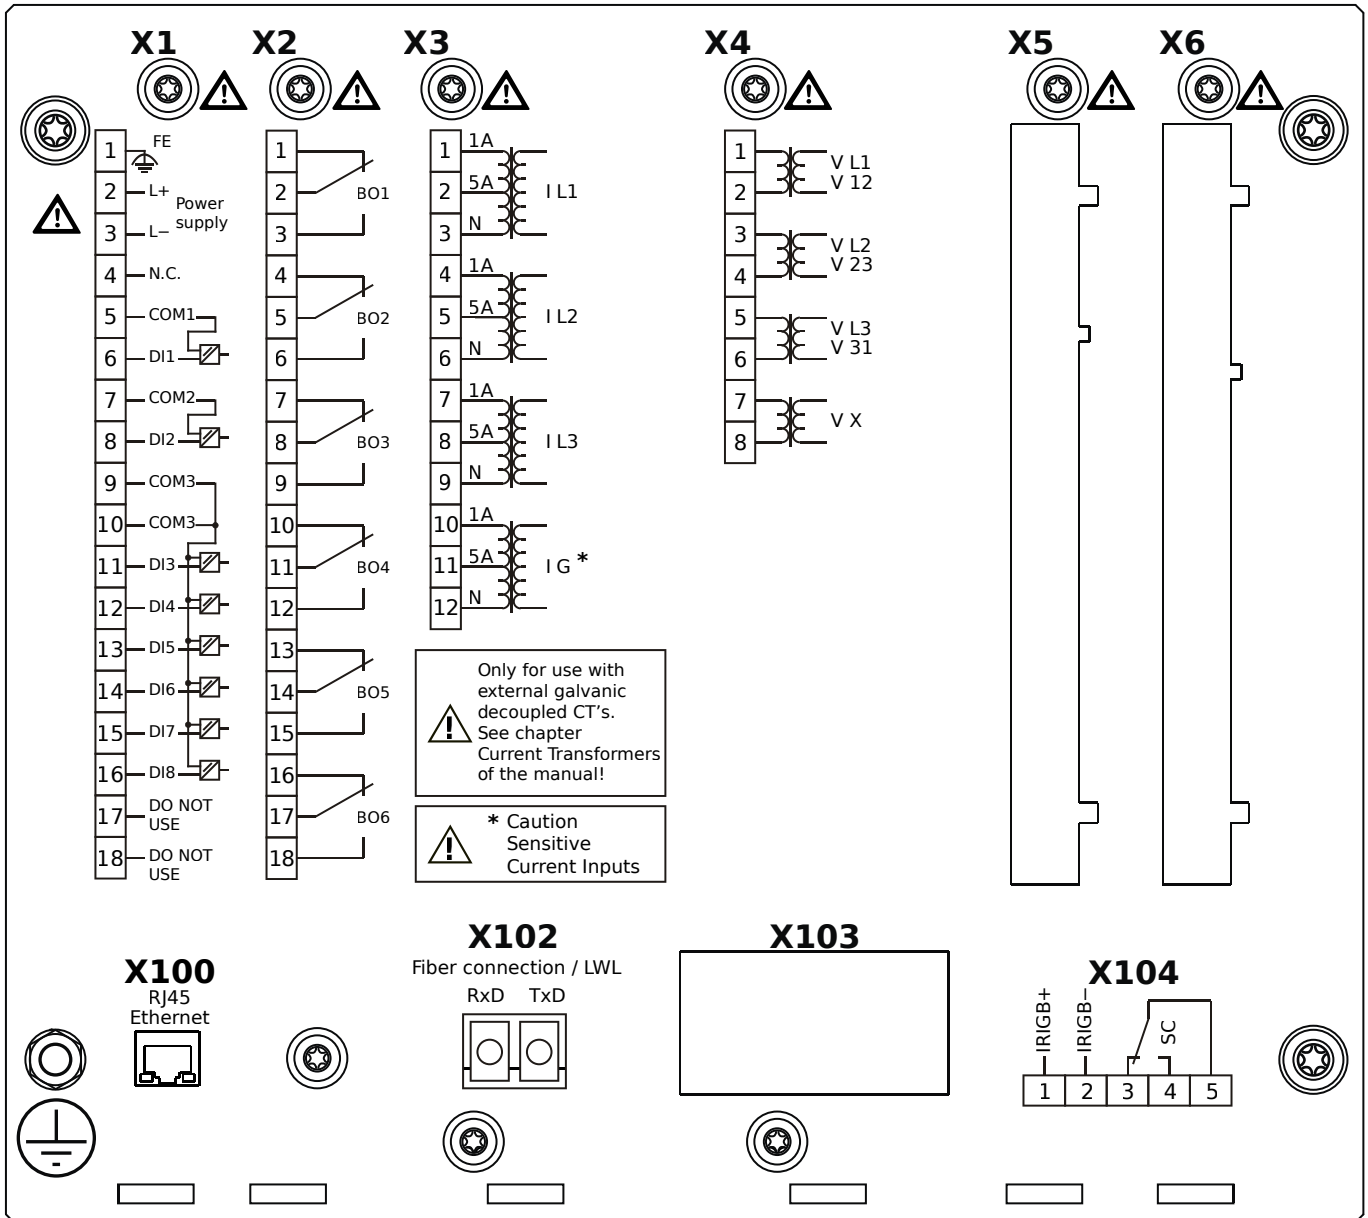 X1
X2
X3
X4
X5
X6
1 FE
2 L+
Power
supply
3 L−
4 N.C.
5 COM1
6 DI1
7 COM2
8 DI2
9 COM3
10 COM3
11 DI3
12 DI4
13 DI5
14 DI6
15 DI7
16 DI8
17 DO NOT
USE
18 DO NOT
USE
1
2 BO1
3
4
5 BO2
6
7
8 BO3
9
10
11 BO4
12
13
14 BO5
15
16
17 BO6
18
1 1A
2 5A I L1
3 N
4 1A
5 5A I L2
6 N
7 1A
8 5A I L3
9 N
10 1A
11 5A I G *
12 N
Only for use with
external galvanic
decoupled CT's.
See chapter
Current Transformers
of the manual!
* Caution
Sensitive
Current Inputs
1 V L1
2 V 12
3 V L2
4 V 23
5 V L3
6 V 31
7 V X
8
X100
RJ45
Ethernet
X102
Fiber connection / LWL
RxD TxD
X103
X104
IRIGB+
IRIGB−
SC
1 2 3 4 5